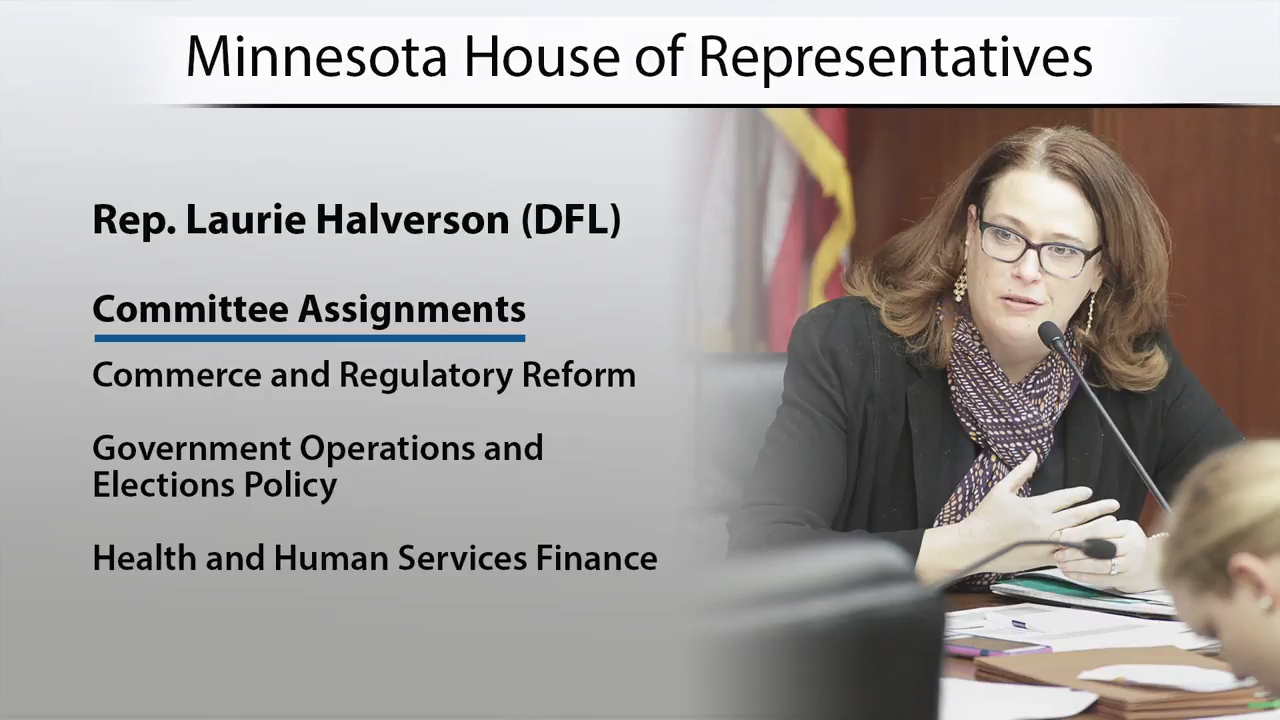 Minnesota House of Representatives
Rep. Laurie Halverson (DFL)
Committee Assignments
Commerce and Regulatory Reform
Government Operations and
Elections Policy
Health and Human Services Finance